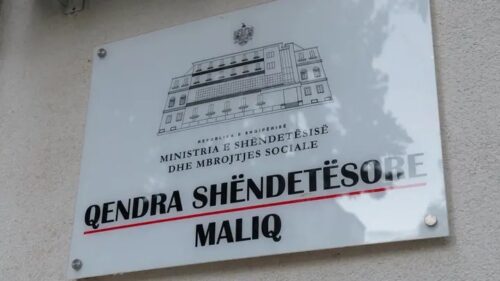 REPUBLIKA E SHQIPËRISË
MINISTRIA E SHËNDETËSISË
DHE MBROJTJES SOCIALE
QENDRA SHËNDETËSORE
MALIQ